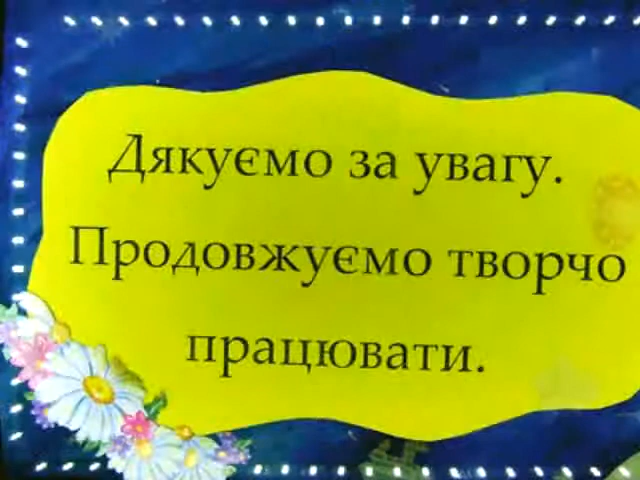 Дякуємо за увагу.
Продовжуємо творчо
працювати.